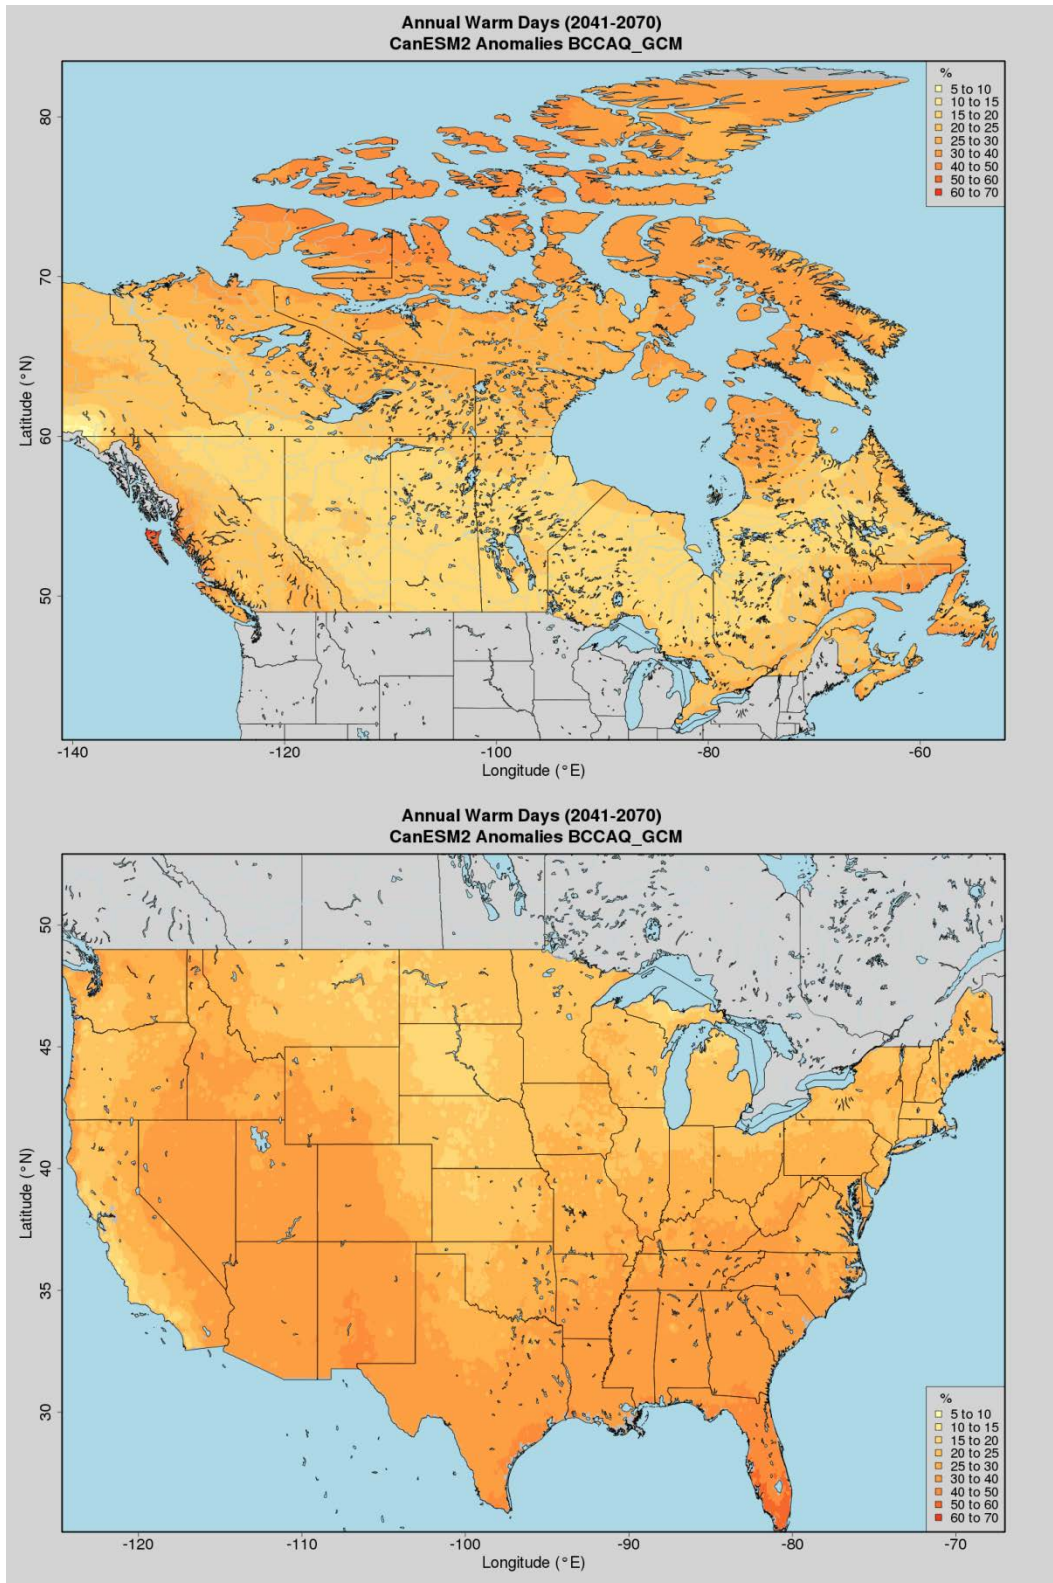 Annual Warm Days (2041-2070)
CanESM2 Anomalies BCCAQ_GCM
%
5 to 10
10 to 15
15 to 20
20 to 25
25 to 30
30 to 40
40 to 50
50 to 60
60 to 70
80
70
60
50
Latitude (°N)
-140
-120
-100
-80
-60
Longitude (°E)
Annual Warm Days (2041-2070)
CanESM2 Anomalies BCCAQ_GCM
50
45
40
35
30
Latitude (°N)
%
5 to 10
10 to 15
15 to 20
20 to 25
25 to 30
30 to 40
40 to 50
50 to 60
60 to 70
-120
-110
-100
-90
-80
-70
Longitude (°E)